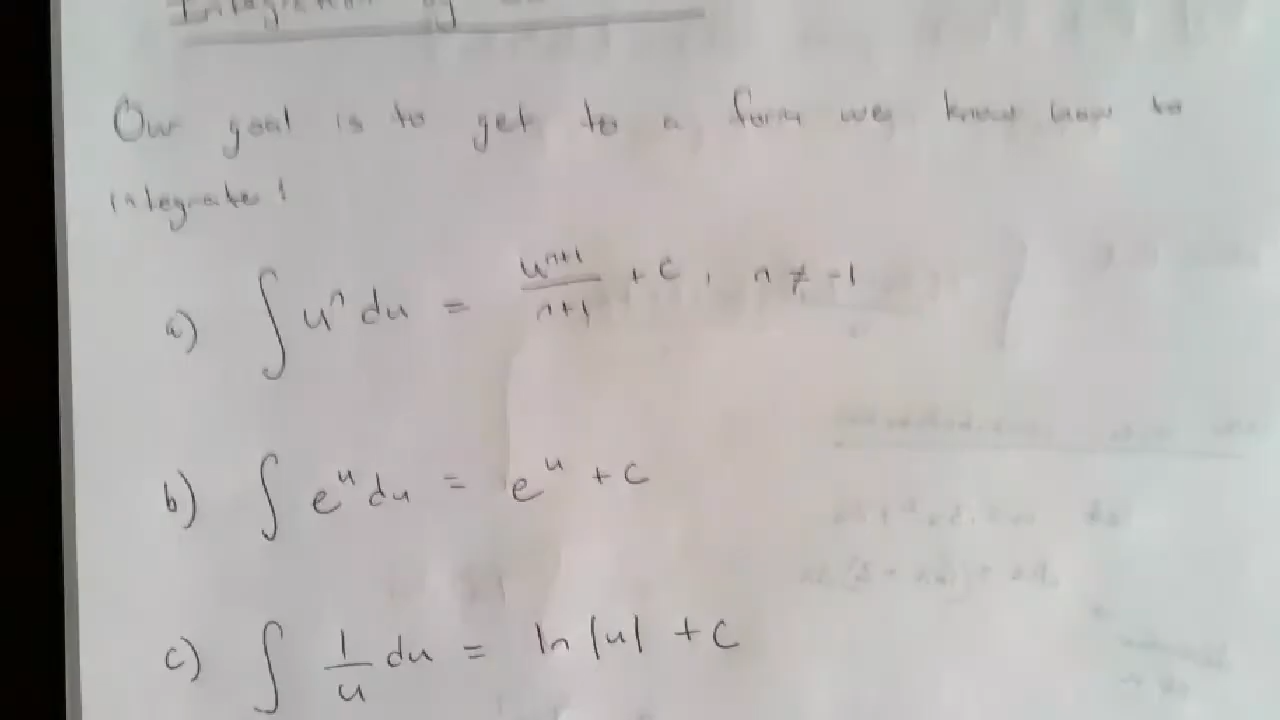 Our goal is to get to a form we know how to
integrate!
a) ∫ uⁿ du = uⁿ⁺¹/n+1 + c, n ≠ -1
b) ∫ eᵘ du = eᵘ + c
c) ∫ 1/u du = ln |u| + c